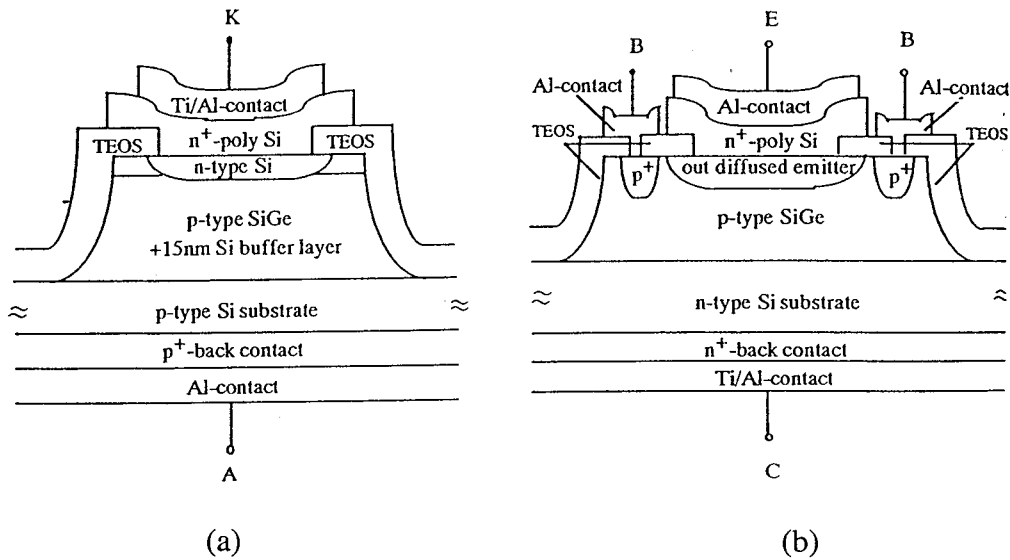 K
Ti/Al-contact
n+-poly Si
TEOS
TEOS
n-type Si
p-type SiGe
+15nm Si buffer layer
≈ p-type Si substrate ≈
p+-back contact
Al-contact
A
(a)
E
B
B
Al-contact
Al-contact
Al-contact
TEOS
n+-poly Si
TEOS
p+
out diffused emitter
p+
p-type SiGe
≈ n-type Si substrate ≈
n+-back contact
Ti/Al-contact
C
(b)